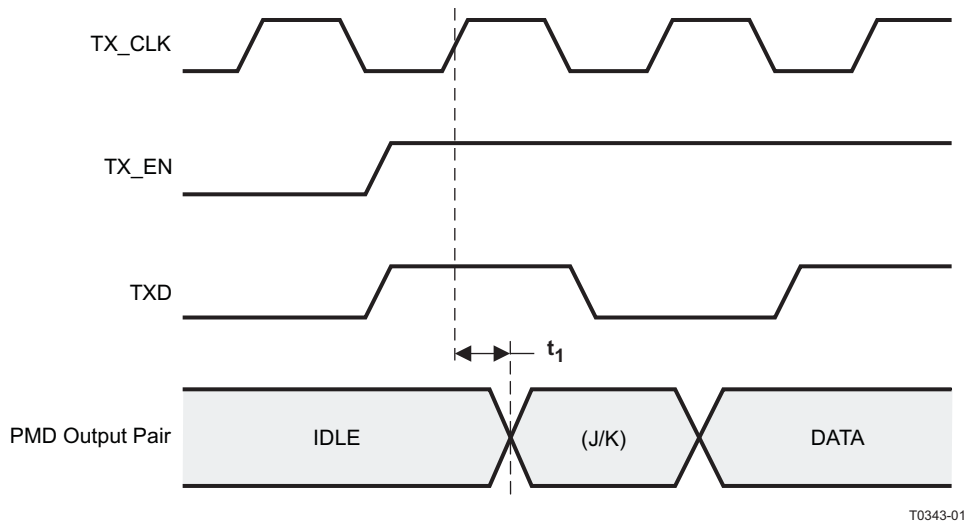 TX_CLK
TX_EN
TXD
t1
PMD Output Pair
IDLE
(J/K)
DATA
T0343-01